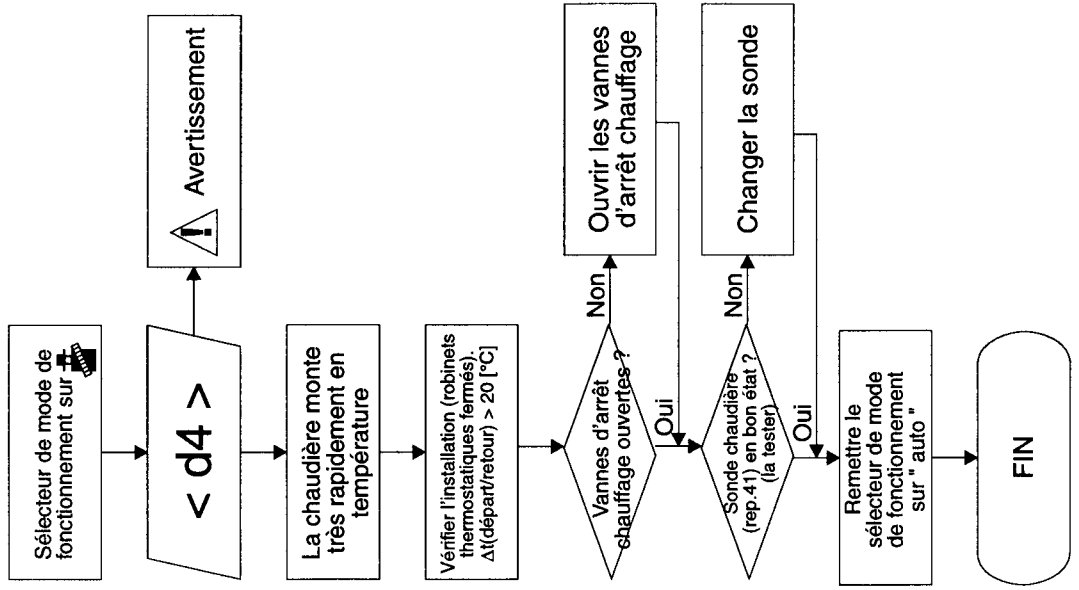 Sélecteur de mode de
fonctionnement sur
< d4 >
Avertissement
La chaudière monte
très rapidement en
température
Vérifier l'installation (robinets
thermostatiques fermés).
Δt(départ/retour) > 20 [°C]
Vannes d'arrêt
chauffage ouvertes ?
Non
Ouvrir les vannes
d'arrêt chauffage
Oui
Sonde chaudière
(rep.41) en bon état ?
(la tester)
Non
Changer la sonde
Oui
Remettre le
sélecteur de mode
de fonctionnement
sur " auto "
FIN